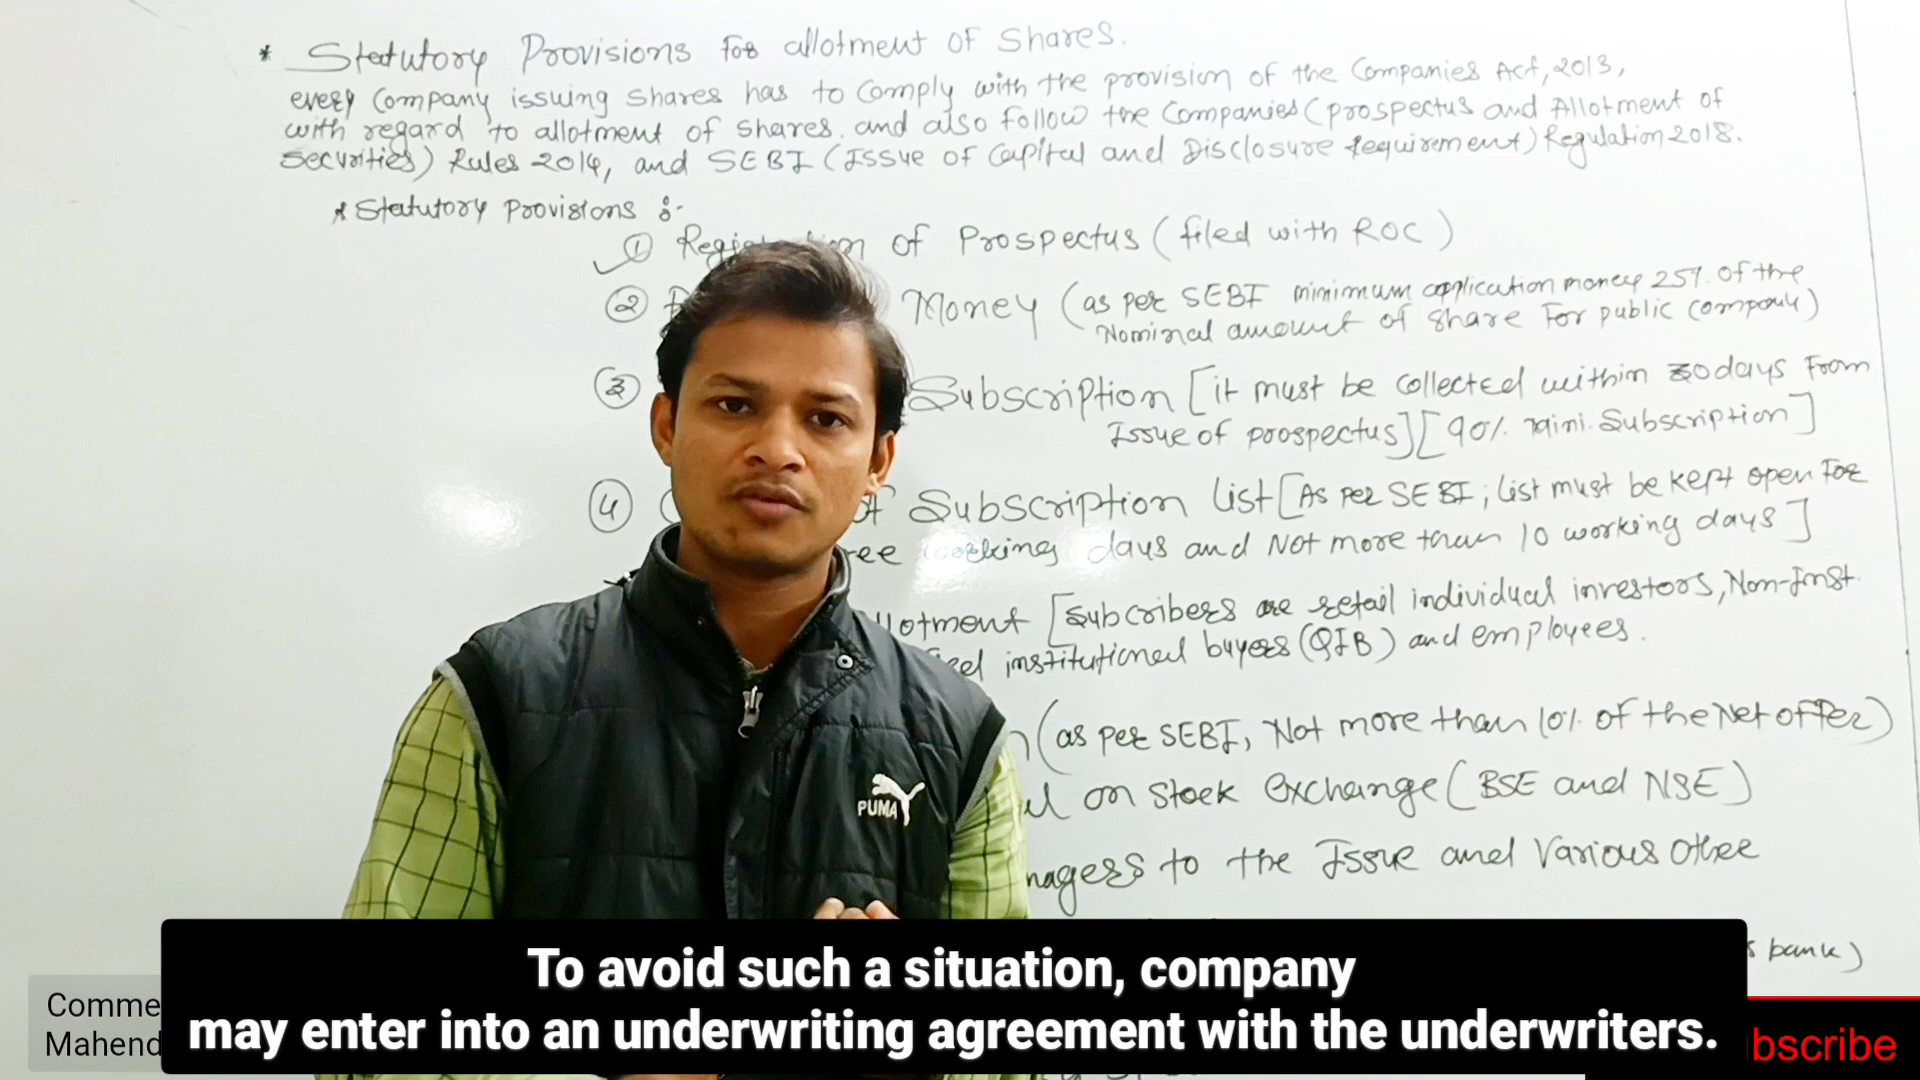 * Statutory Provisions for allotment of Shares.
every Company issuing shares has to comply with the provision of the Companies Act, 2013,
with regard to allotment of shares. and also follow the Companies (prospectus and Allotment of
Securities) Rules 2014, and SEBI (Issue of Capital and Disclosure requirement) Regulation 2018.
* Statutory Provisions :-
① of Prospectus (filed with ROC)
② Money (as per SEBI minimum application money 25% of the
Nominal amount of share For public company)
③ Subscription [it must be collected within 30 days From
Issue of prospectus] [90% mini. Subscription]
④ of Subscription list [As per SEBI; list must be kept open For
working days and Not more than 10 working days]
[Subcribers are retail individual investors, Non-Inst.
institutional buyers (QIB) and employees.
(as per SEBI, Not more than 10% of the Net offer)
on Stock Exchange (BSE and NSE)
to the Issue and Various Other
bank)
PUMA
To avoid such a situation, company
may enter into an underwriting agreement with the underwriters.